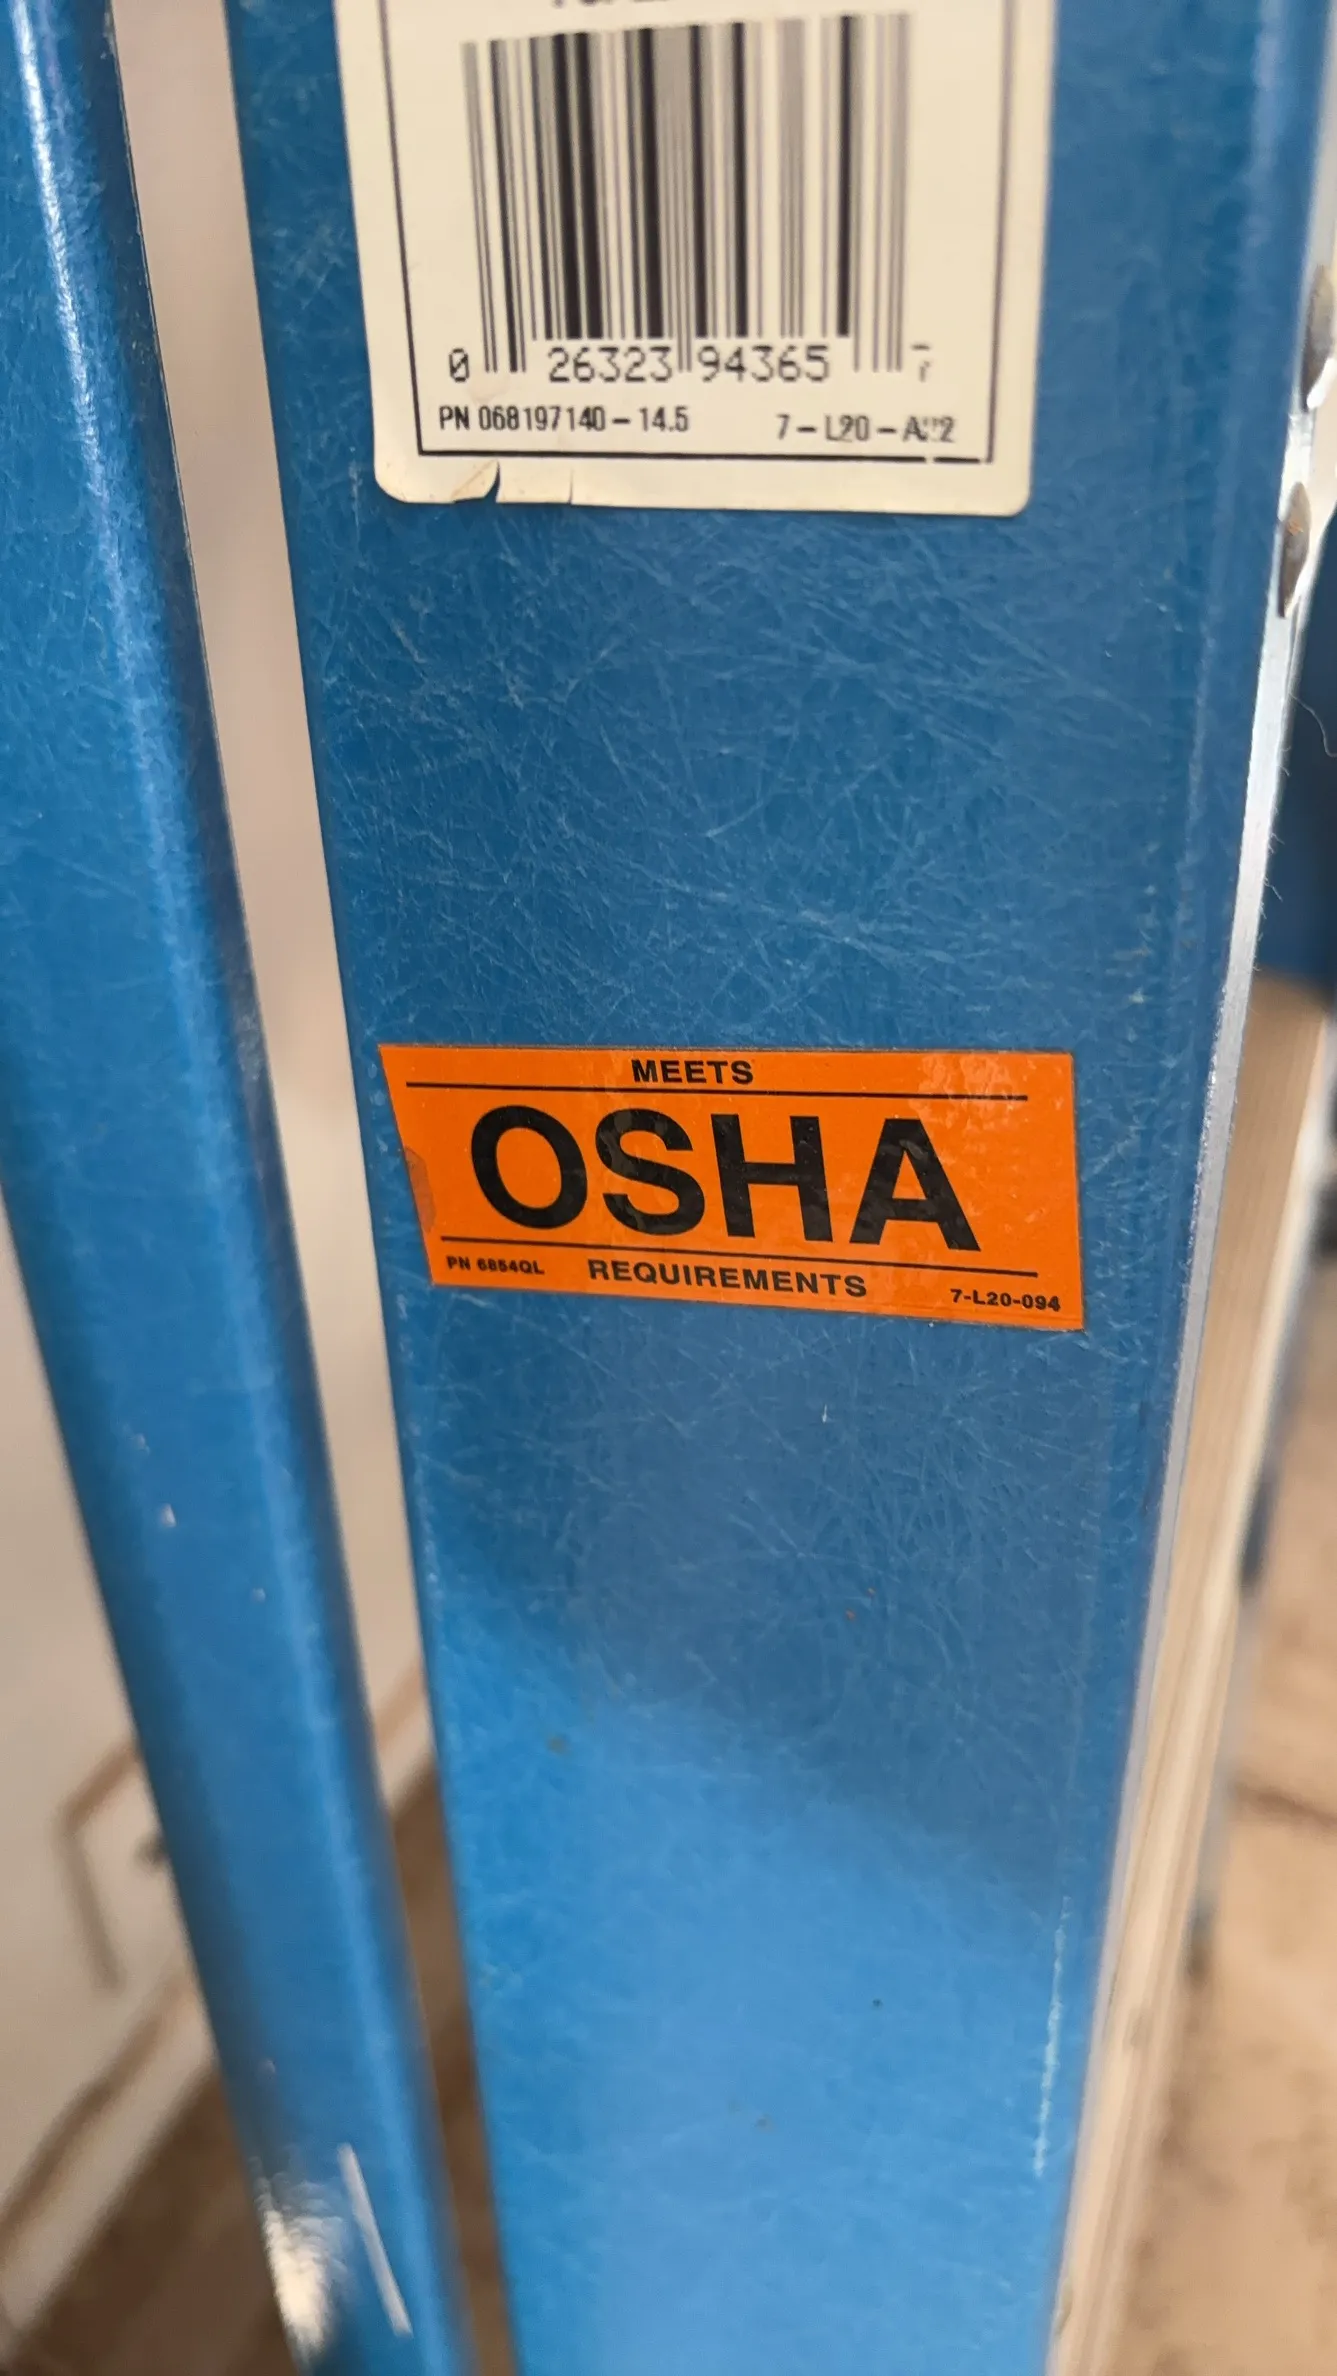 0 26323 94365 7
PN 068197140-14.5
MEETS
OSHA
REQUIREMENTS
PN 6854QL
7-L20-094